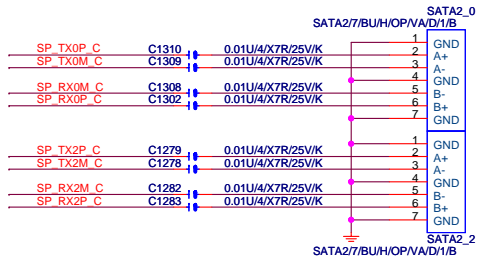 SATA2_0
SATA2/7/BU/H/OP/VA/D/1/B
1 GND
SP_TX0P_C C1310 0.01U/4/X7R/25V/K 2 A+
SP_TX0M_C C1309 0.01U/4/X7R/25V/K 3 A-
4 GND
SP_RX0M_C C1308 0.01U/4/X7R/25V/K 5 B-
SP_RX0P_C C1302 0.01U/4/X7R/25V/K 6 B+
7 GND
1 GND
SP_TX2P_C C1279 0.01U/4/X7R/25V/K 2 A+
SP_TX2M_C C1278 0.01U/4/X7R/25V/K 3 A-
4 GND
SP_RX2M_C C1282 0.01U/4/X7R/25V/K 5 B-
SP_RX2P_C C1283 0.01U/4/X7R/25V/K 6 B+
7 GND
SATA2_2
SATA2/7/BU/H/OP/VA/D/1/B